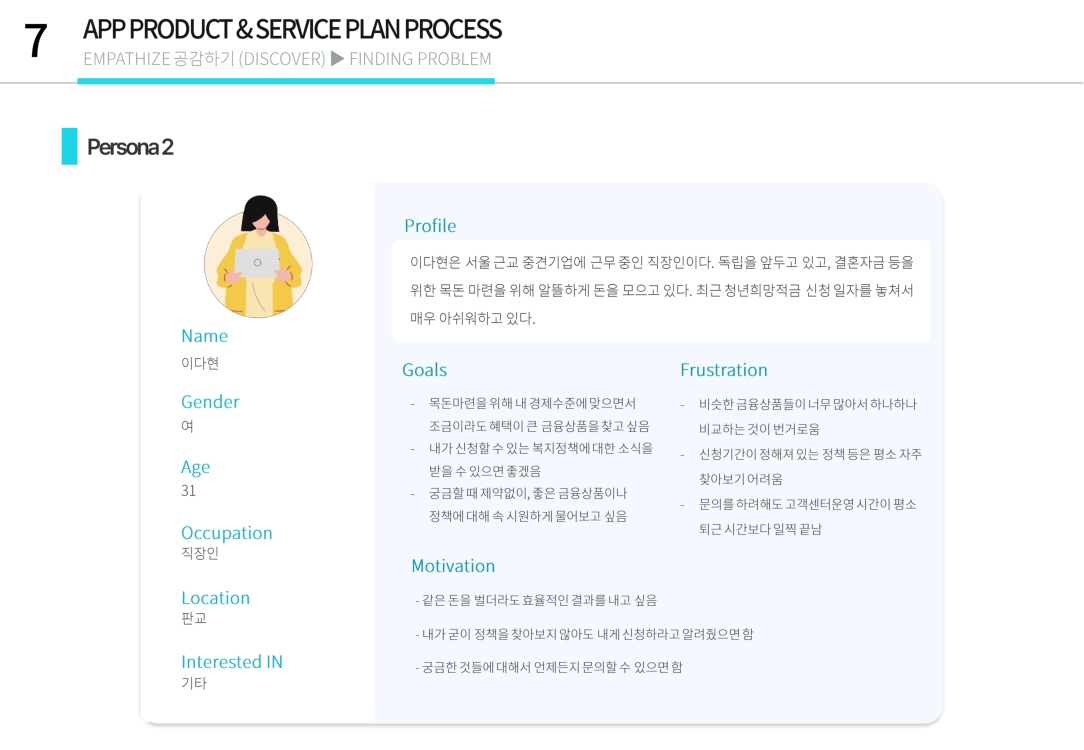 7
APP PRODUCT & SERVICE PLAN PROCESS
EMPATHIZE 공감하기 (DISCOVER) ▶ FINDING PROBLEM
Persona 2
Name
이다현
Gender
여
Age
31
Occupation
직장인
Location
판교
Interested IN
기타
Profile
이다현은 서울 근교 중견기업에 근무 중인 직장인이다. 독립을 앞두고 있고, 결혼자금 등을
위한 목돈 마련을 위해 알뜰하게 돈을 모으고 있다. 최근 청년희망적금 신청 일자를 놓쳐서
매우 아쉬워하고 있다.
Goals
- 목돈마련을 위해 내 경제수준에 맞으면서
조금이라도 혜택이 큰 금융상품을 찾고 싶음
- 내가 신청할 수 있는 복지정책에 대한 소식을
받을 수 있으면 좋겠음
- 궁금할 때 제약없이, 좋은 금융상품이나
정책에 대해 속 시원하게 물어보고 싶음
Frustration
- 비슷한 금융상품들이 너무 많아서 하나하나
비교하는 것이 번거로움
- 신청기간이 정해져 있는 정책 등은 평소 자주
찾아보기 어려움
- 문의를 하려해도 고객센터운영 시간이 평소
퇴근 시간보다 일찍 끝남
Motivation
- 같은 돈을 벌더라도 효율적인 결과를 내고 싶음
- 내가 굳이 정책을 찾아보지 않아도 내게 신청하라고 알려줬으면 함
- 궁금한 것들에 대해서 언제든지 문의할 수 있으면 함